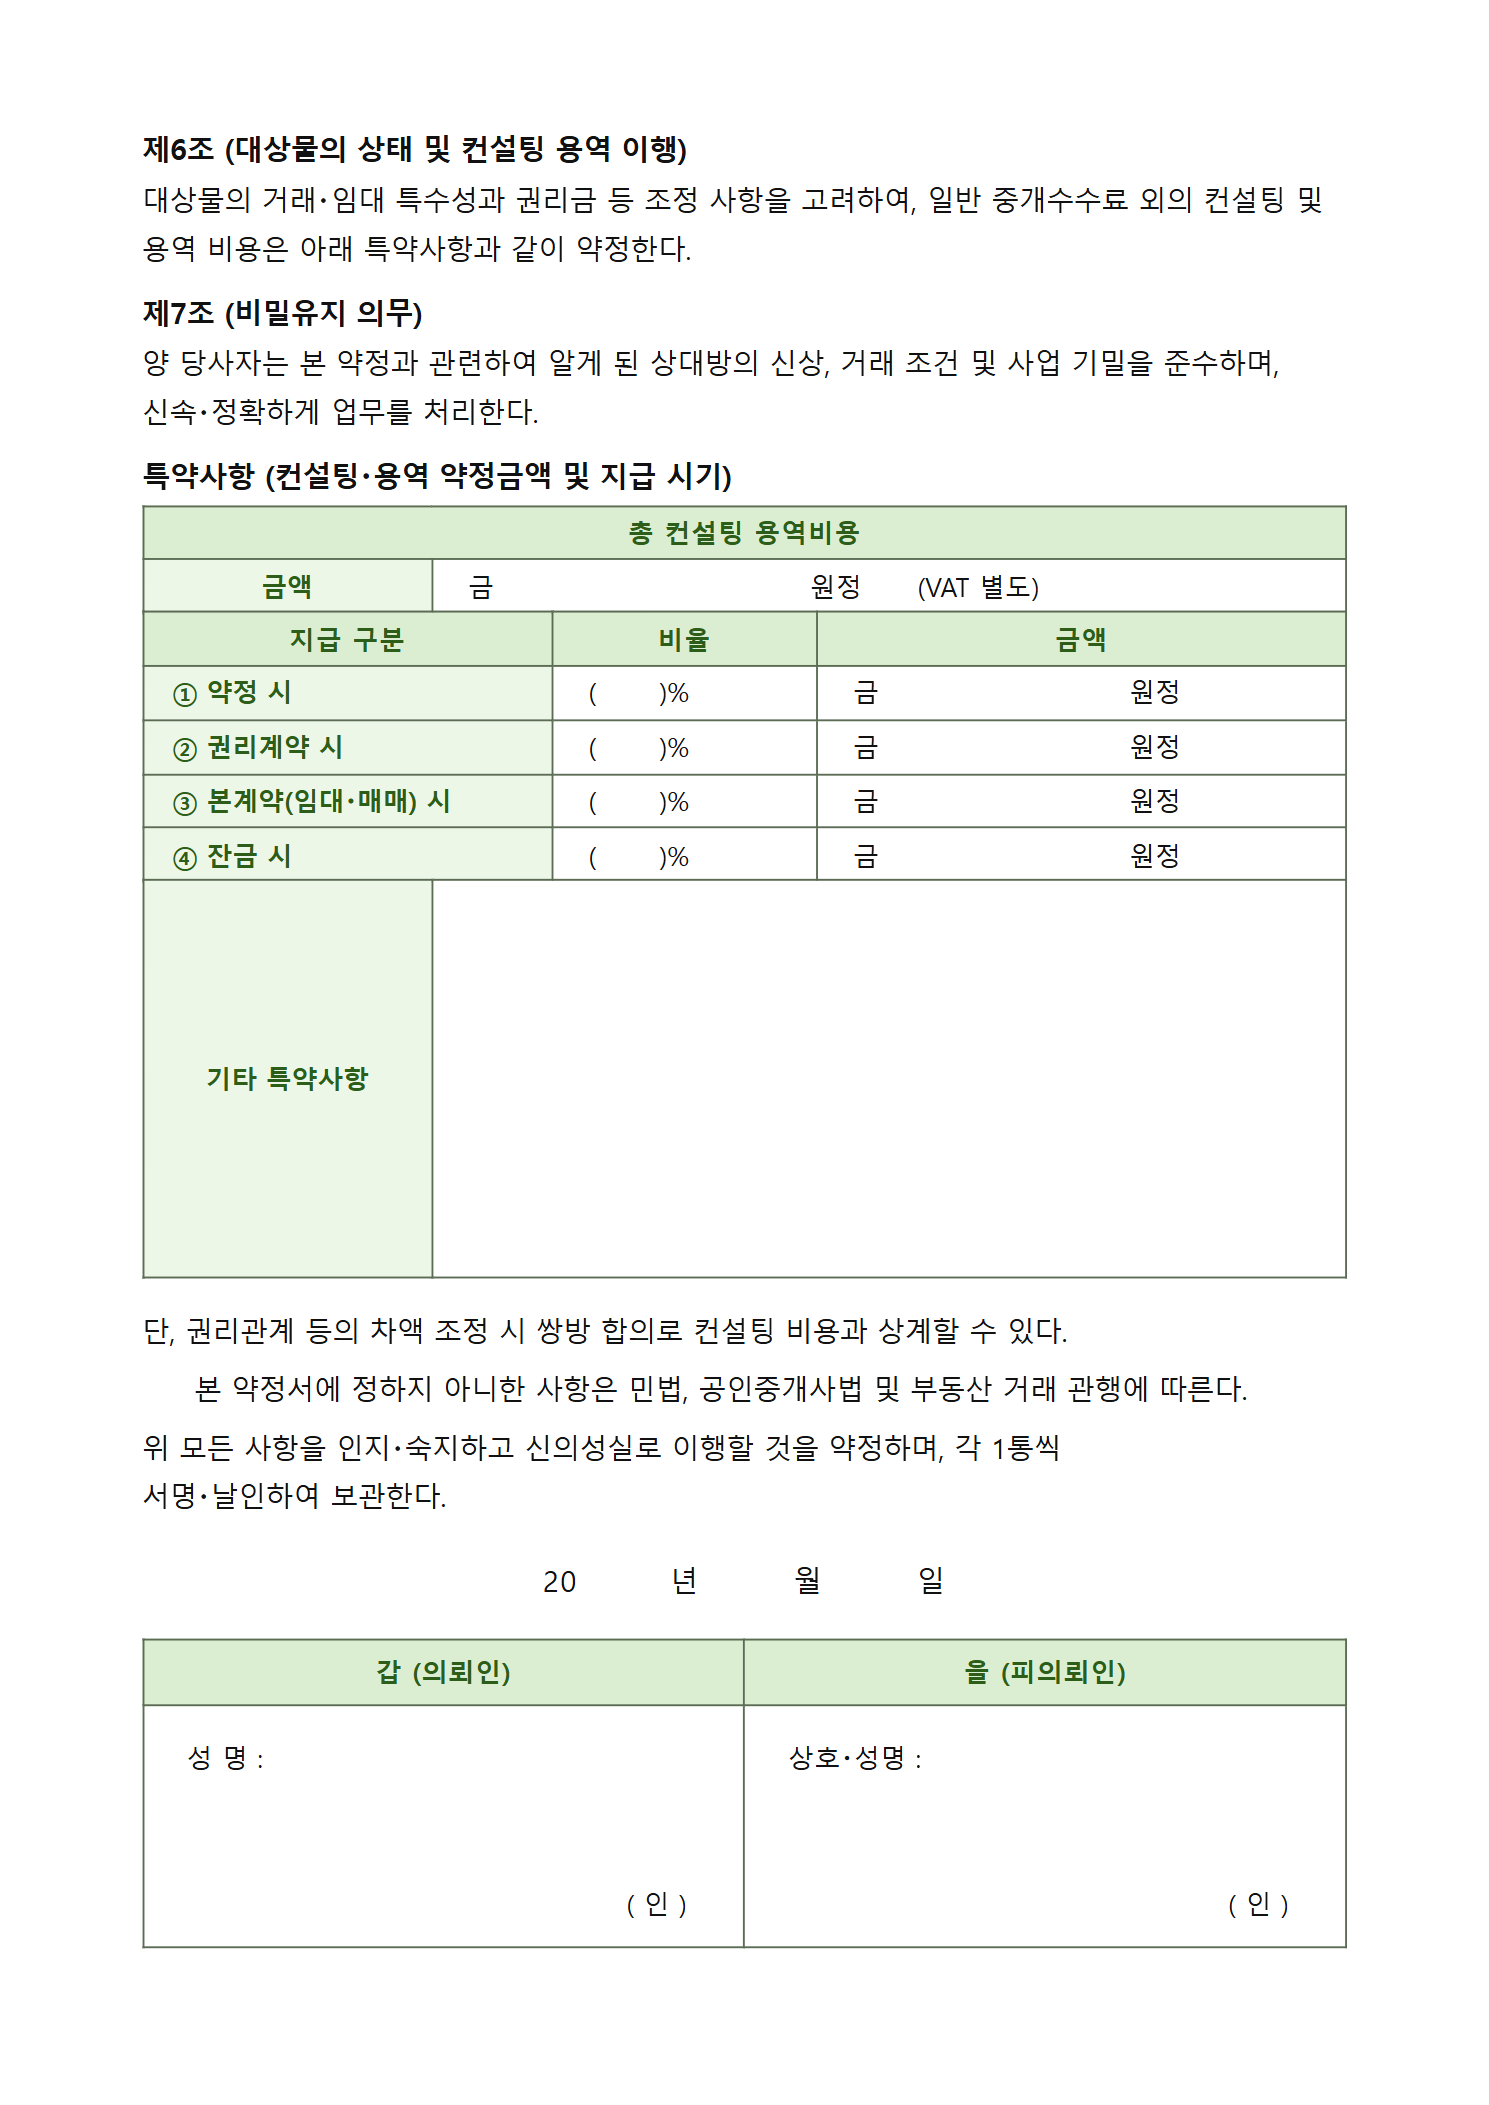 제6조 (대상물의 상태 및 컨설팅 용역 이행)
대상물의 거래·임대 특수성과 권리금 등 조정 사항을 고려하여, 일반 중개수수료 외의 컨설팅 및
용역 비용은 아래 특약사항과 같이 약정한다.
제7조 (비밀유지 의무)
양 당사자는 본 약정과 관련하여 알게 된 상대방의 신상, 거래 조건 및 사업 기밀을 준수하며,
신속·정확하게 업무를 처리한다.
특약사항 (컨설팅·용역 약정금액 및 지급 시기)
총 컨설팅 용역비용
금액 금 원정 (VAT 별도)
지급 구분 비율 금액
① 약정 시 ( )% 금 원정
② 권리계약 시 ( )% 금 원정
③ 본계약(임대·매매) 시 ( )% 금 원정
④ 잔금 시 ( )% 금 원정
기타 특약사항
단, 권리관계 등의 차액 조정 시 쌍방 합의로 컨설팅 비용과 상계할 수 있다.
본 약정서에 정하지 아니한 사항은 민법, 공인중개사법 및 부동산 거래 관행에 따른다.
위 모든 사항을 인지·숙지하고 신의성실로 이행할 것을 약정하며, 각 1통씩
서명·날인하여 보관한다.
20 년 월 일
갑 (의뢰인) 을 (피의뢰인)
성 명 : 상호·성명 :
( 인 ) ( 인 )